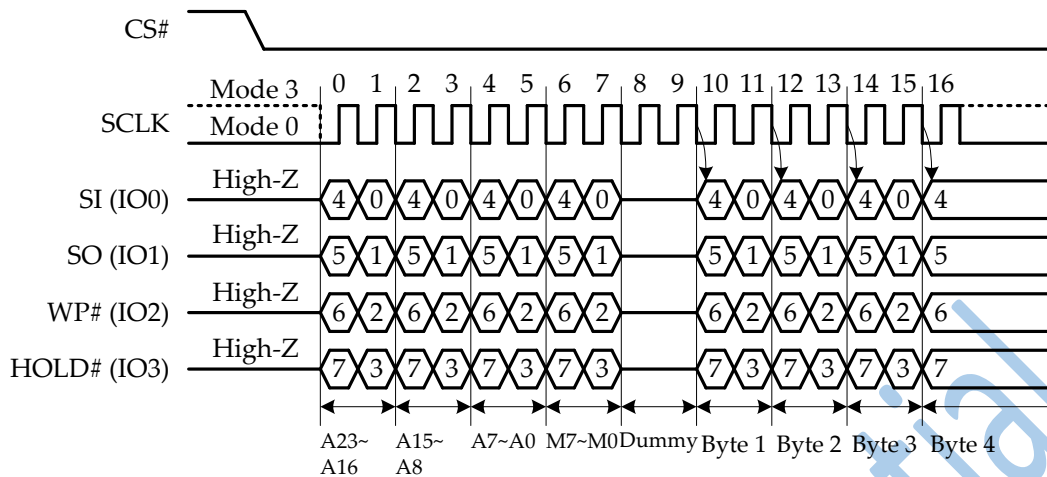 CS#
Mode 3
0 1 2 3 4 5 6 7 8 9 10 11 12 13 14 15 16
SCLK
Mode 0
High-Z
SI (IO0)
4 0 4 0 4 0 4 0 4 0 4 0 4 0 4
High-Z
SO (IO1)
5 1 5 1 5 1 5 1 5 1 5 1 5 1 5
High-Z
WP# (IO2)
6 2 6 2 6 2 6 2 6 2 6 2 6 2 6
High-Z
HOLD# (IO3)
7 3 7 3 7 3 7 3 7 3 7 3 7 3 7
A23~
A16
A15~
A8
A7~A0
M7~M0
Dummy
Byte 1
Byte 2
Byte 3
Byte 4
tial